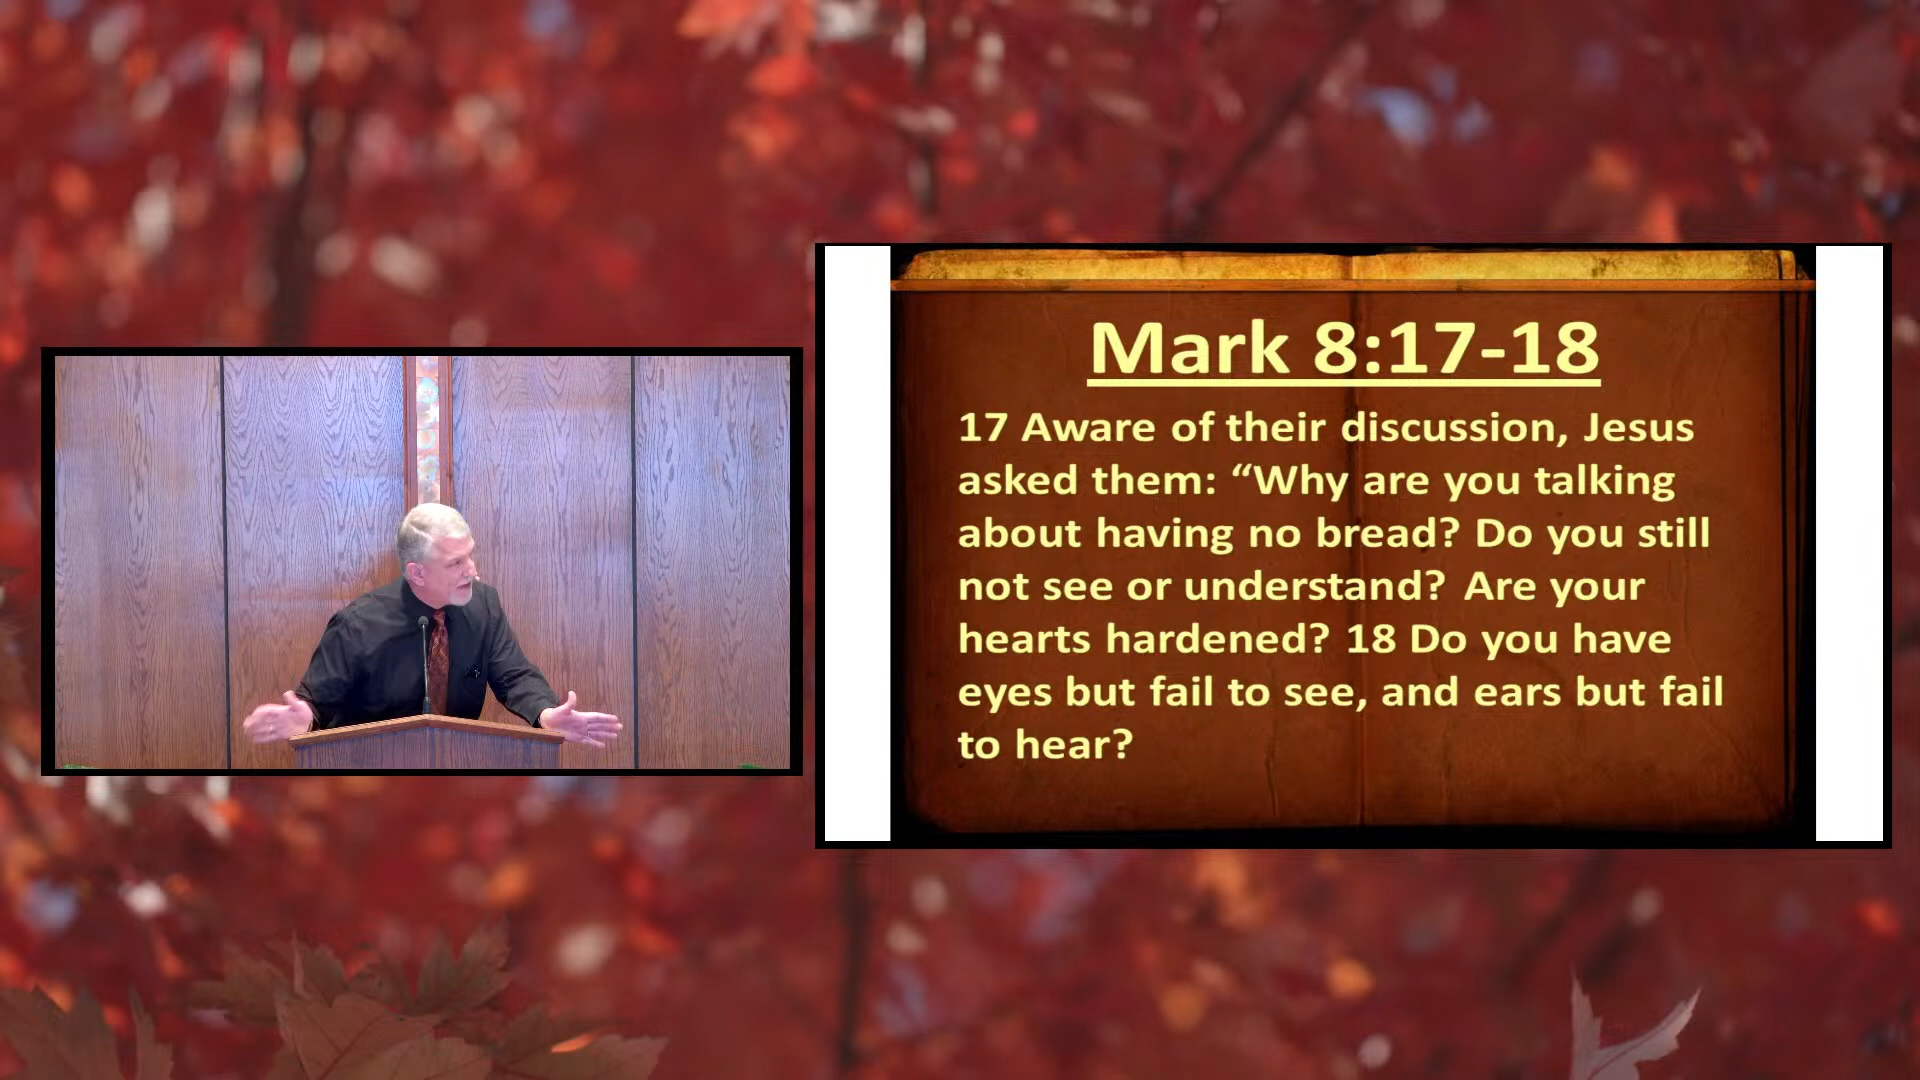 Mark 8:17-18
17 Aware of their discussion, Jesus
asked them: “Why are you talking
about having no bread? Do you still
not see or understand? Are your
hearts hardened? 18 Do you have
eyes but fail to see, and ears but fail
to hear?